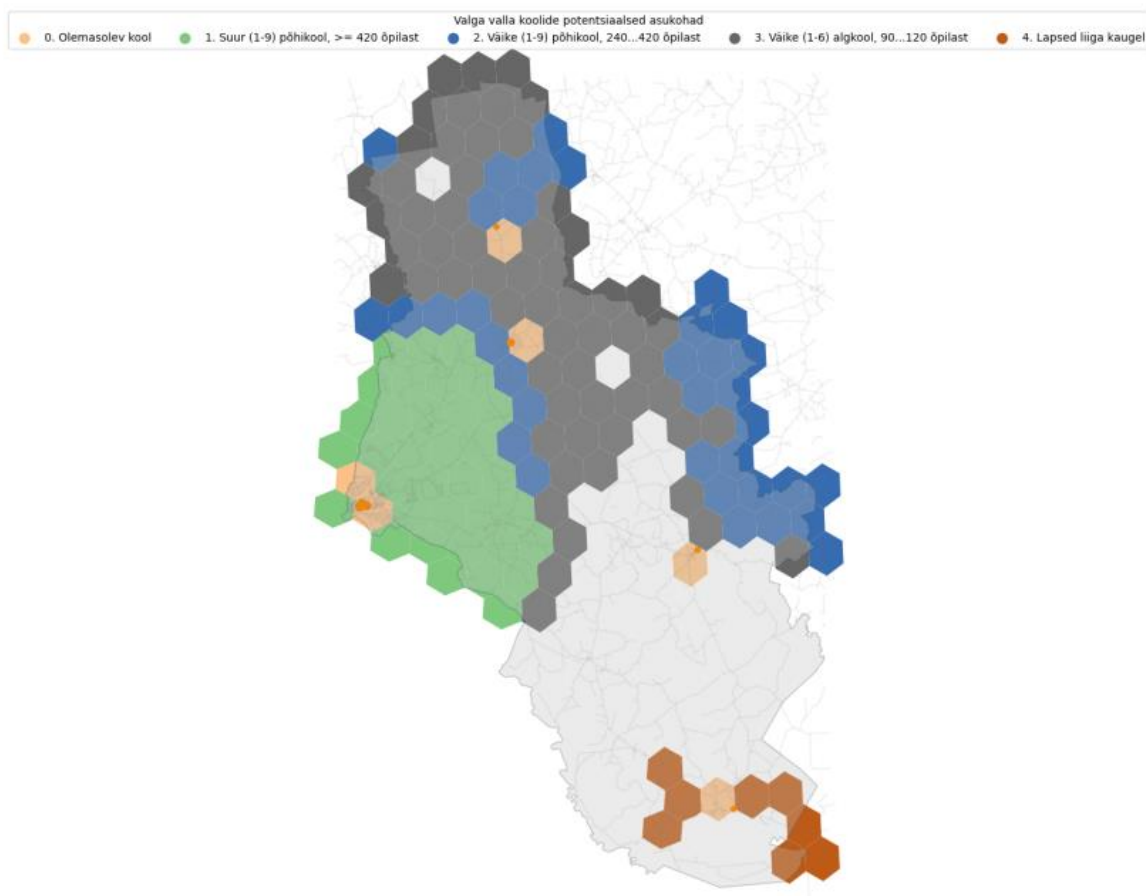 Valga valla koolide potentsiaalsed asukohad
0. Olemasolev kool 1. Suur (1-9) põhikool, >= 420 õpilast 2. Väike (1-9) põhikool, 240...420 õpilast 3. Väike (1-6) algkool, 90...120 õpilast 4. Lapsed liiga kaugel